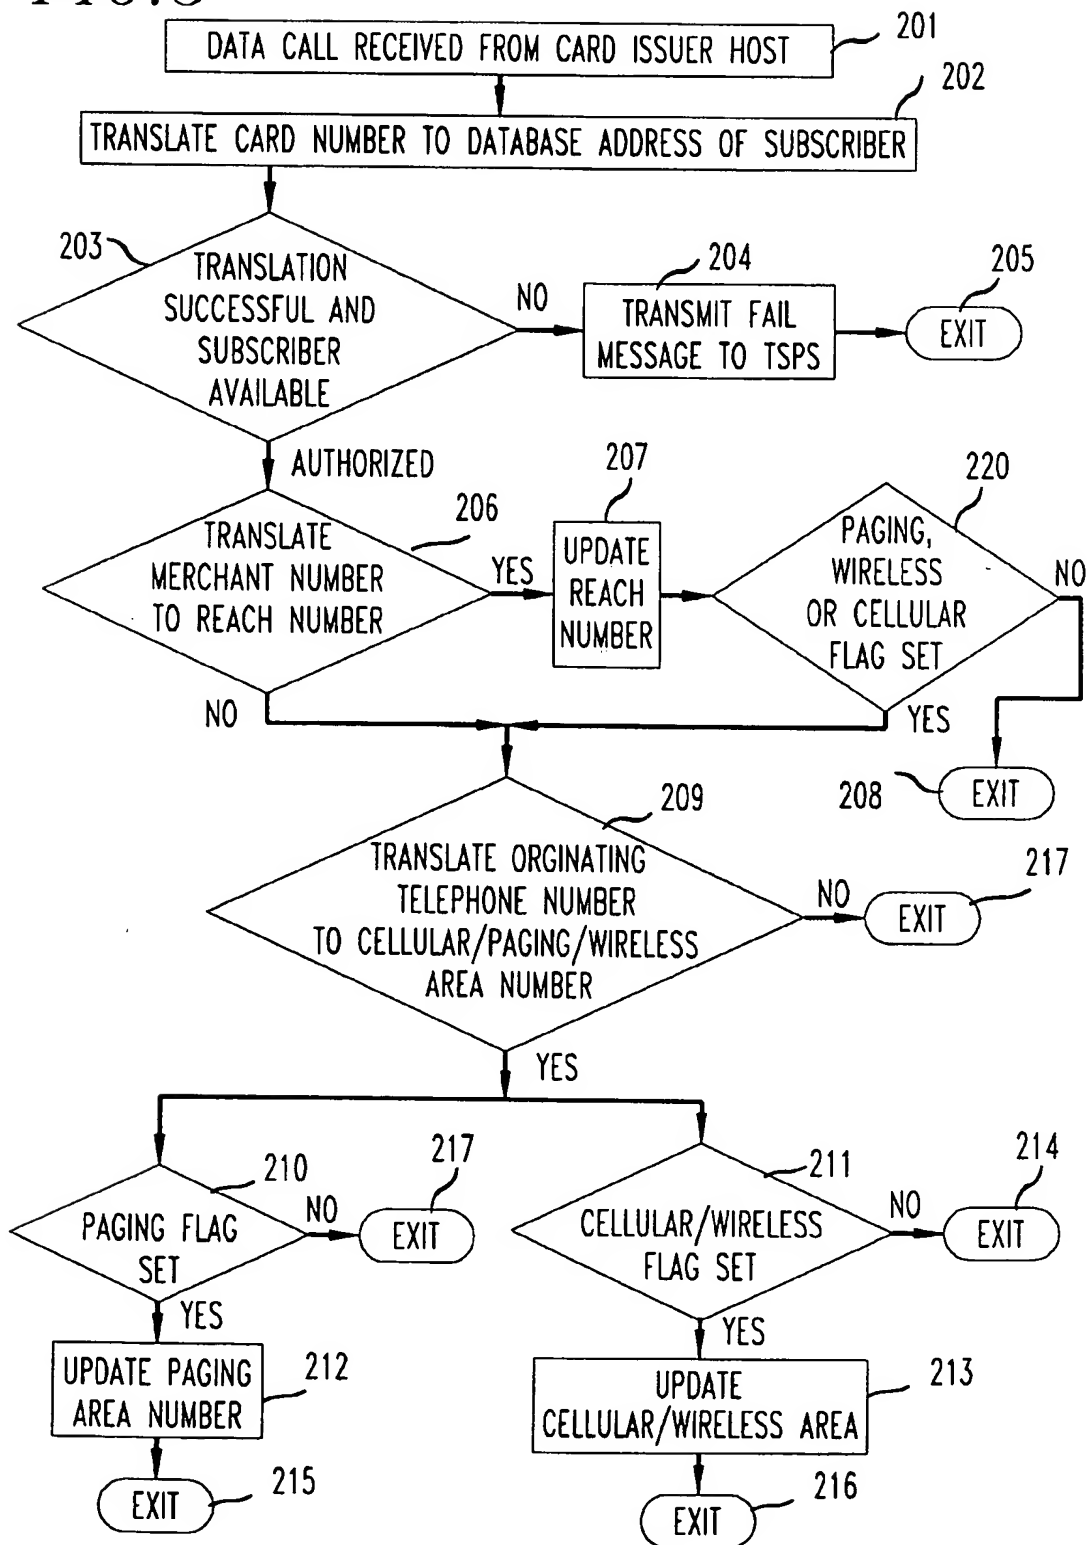 DATA CALL RECEIVED FROM CARD ISSUER HOST
201
202
TRANSLATE CARD NUMBER TO DATABASE ADDRESS OF SUBSCRIBER
203
TRANSLATION
SUCCESSFUL AND
SUBSCRIBER
AVAILABLE
NO
204
TRANSMIT FAIL
MESSAGE TO TSPS
205
EXIT
AUTHORIZED
206
TRANSLATE
MERCHANT NUMBER
TO REACH NUMBER
YES
207
UPDATE
REACH
NUMBER
220
PAGING,
WIRELESS
OR CELLULAR
FLAG SET
NO
NO
YES
208
EXIT
209
TRANSLATE ORGINATING
TELEPHONE NUMBER
TO CELLULAR/PAGING/WIRELESS
AREA NUMBER
NO
217
EXIT
YES
210
PAGING FLAG
SET
NO
217
EXIT
211
CELLULAR/WIRELESS
FLAG SET
NO
214
EXIT
YES
YES
UPDATE PAGING
AREA NUMBER
212
UPDATE
CELLULAR/WIRELESS AREA
213
EXIT
215
EXIT
216